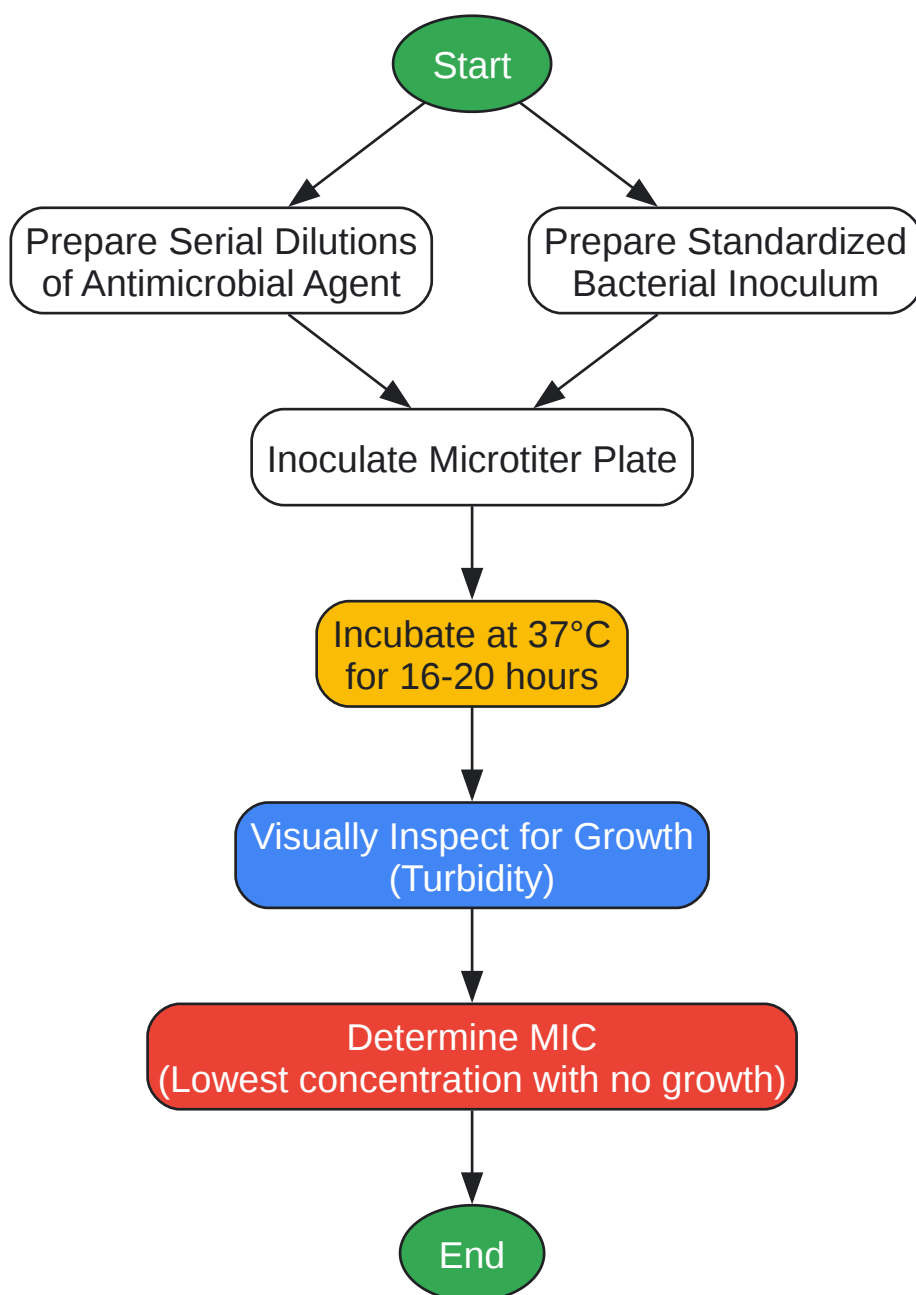 Start
Prepare Serial Dilutions
of Antimicrobial Agent
Prepare Standardized
Bacterial Inoculum
Inoculate Microtiter Plate
Incubate at 37°C
for 16-20 hours
Visually Inspect for Growth
(Turbidity)
Determine MIC
(Lowest concentration with no growth)
End